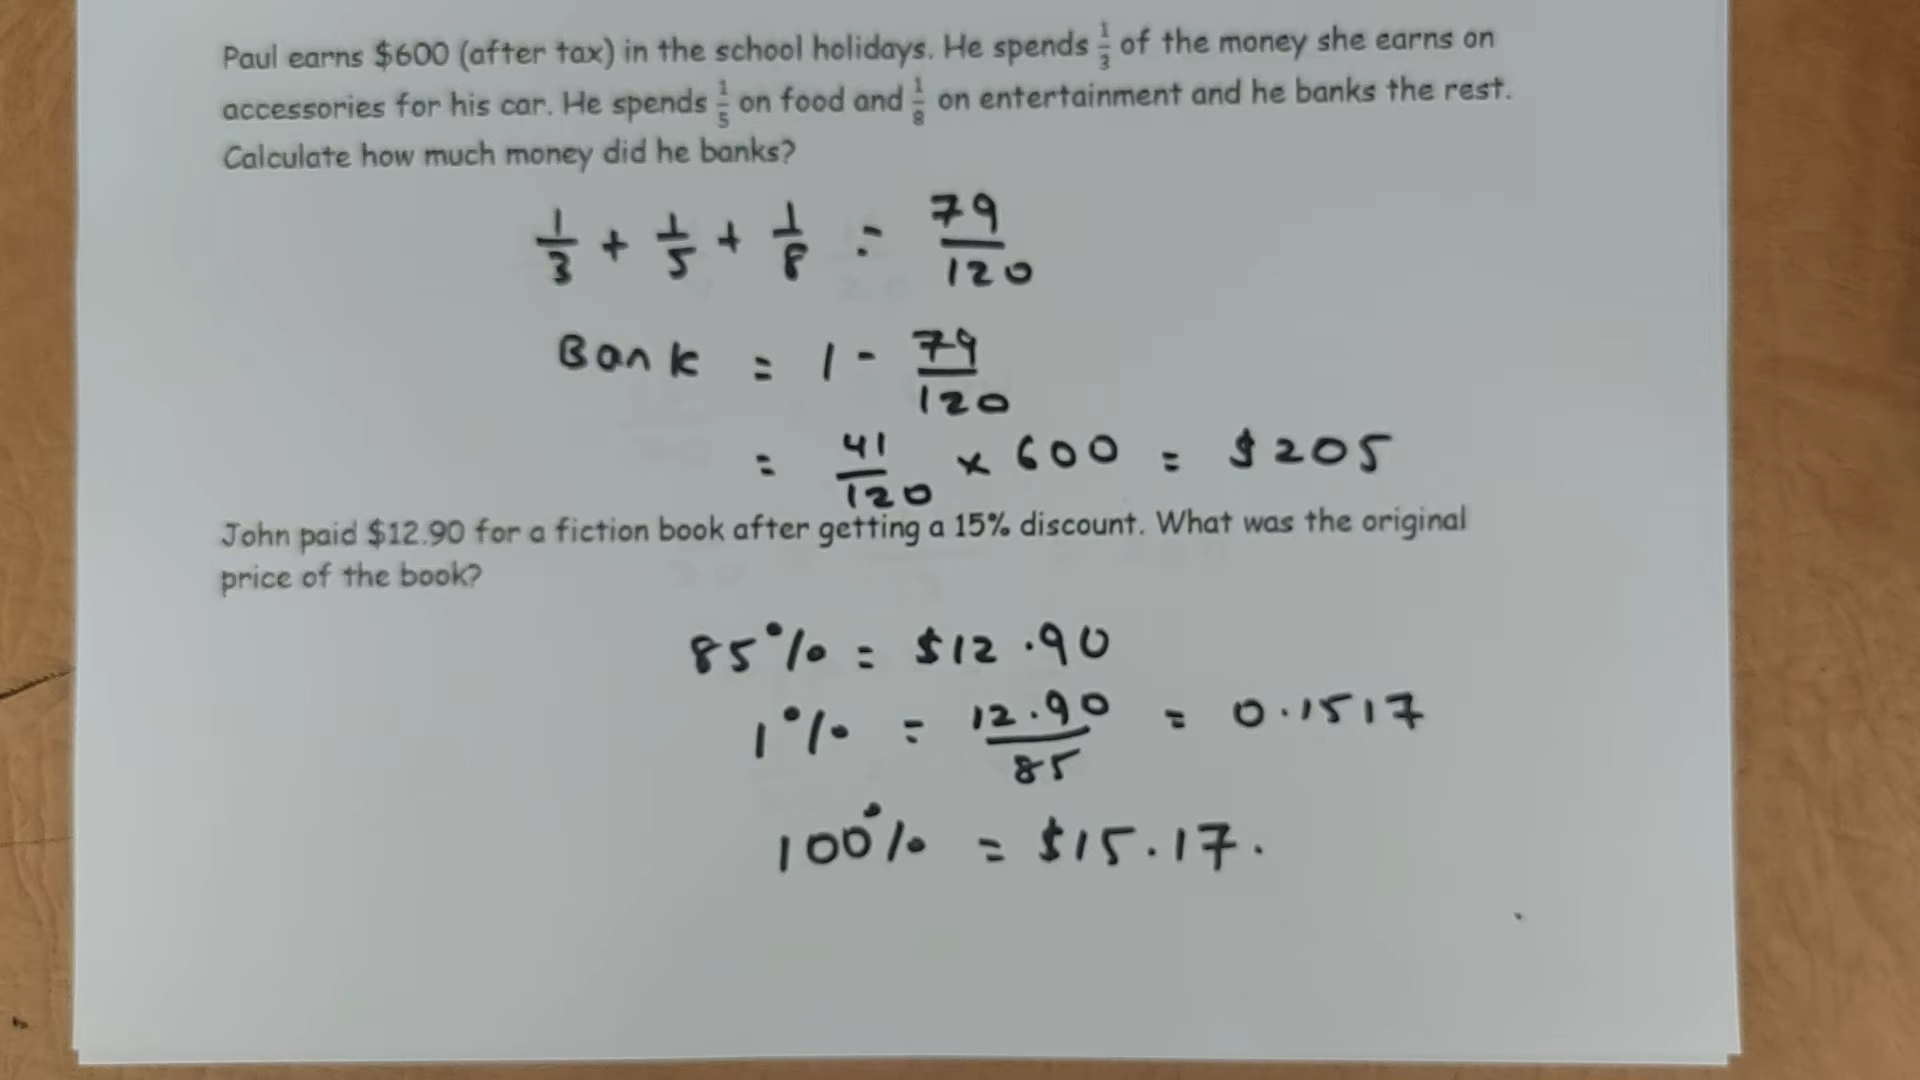 Paul earns $600 (after tax) in the school holidays. He spends 1/3 of the money she earns on
accessories for his car. He spends 1/5 on food and 1/8 on entertainment and he banks the rest.
Calculate how much money did he banks?
1/3 + 1/5 + 1/8 = 79/120
Bank = 1 - 79/120
= 41/120 × 600 = $205
John paid $12.90 for a fiction book after getting a 15% discount. What was the original
price of the book?
85% = $12.90
1% = 12.90/85 = 0.1517
100% = $15.17.